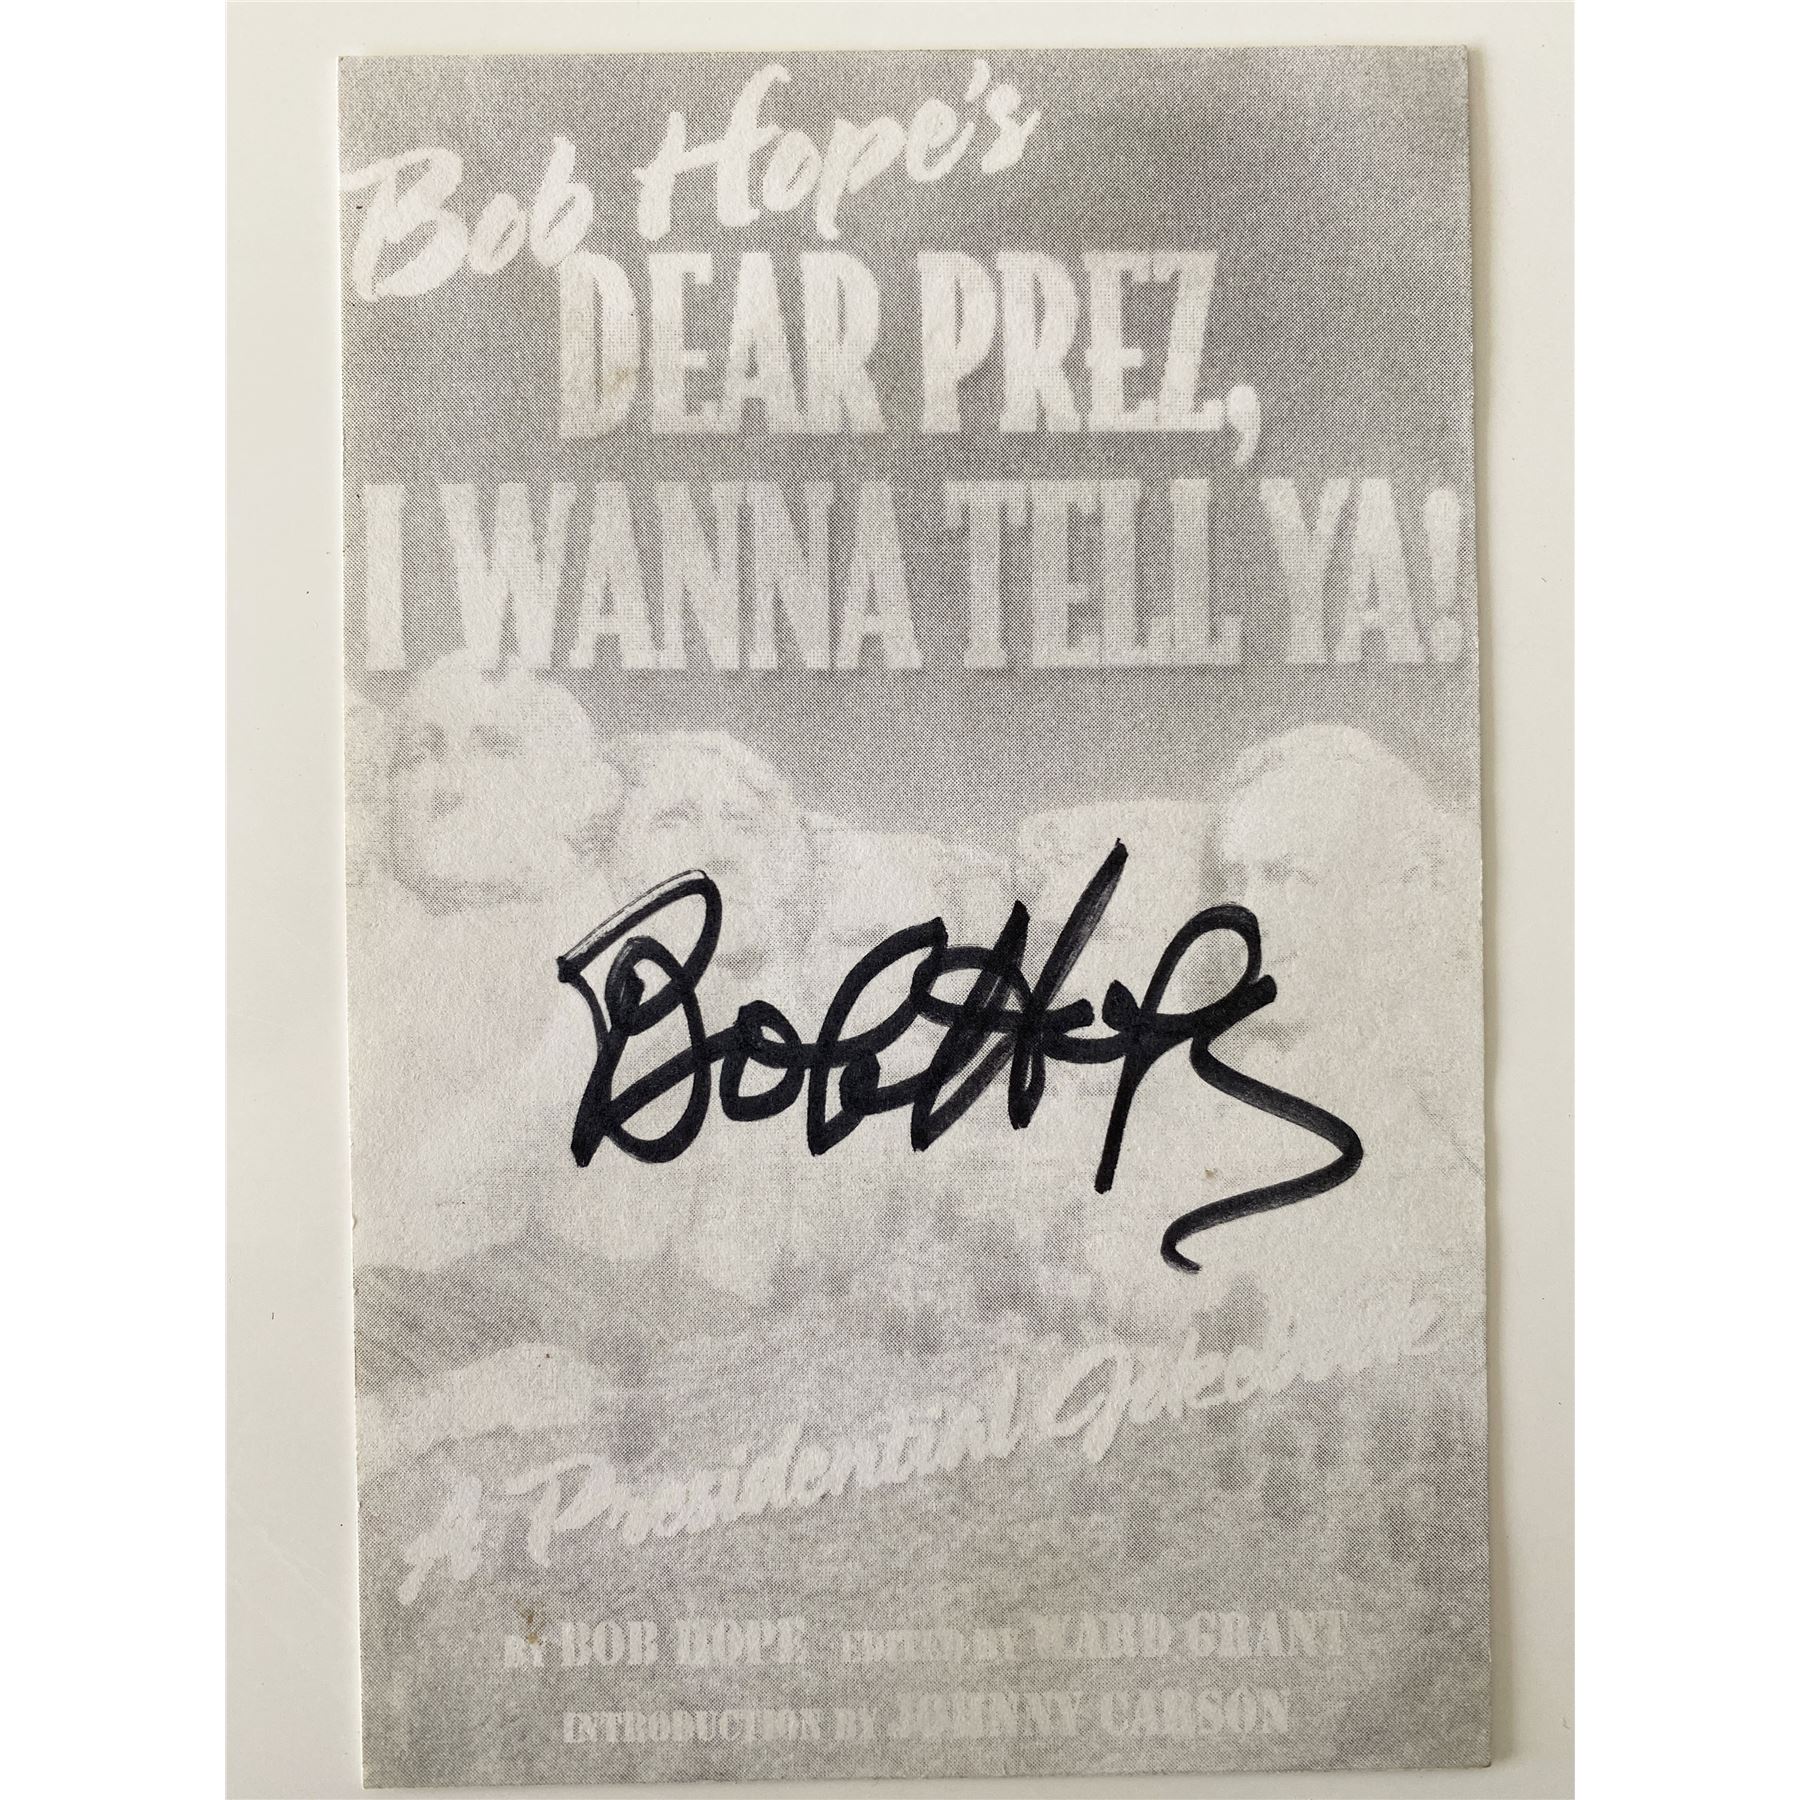 Bob Hope's
DEAR PREZ,
I WANNA TELL YA!
Bob Hope
A Presidential Jokebook
BY BOB HOPE EDITED BY WARD GRANT
INTRODUCTION BY JOHNNY CARSON